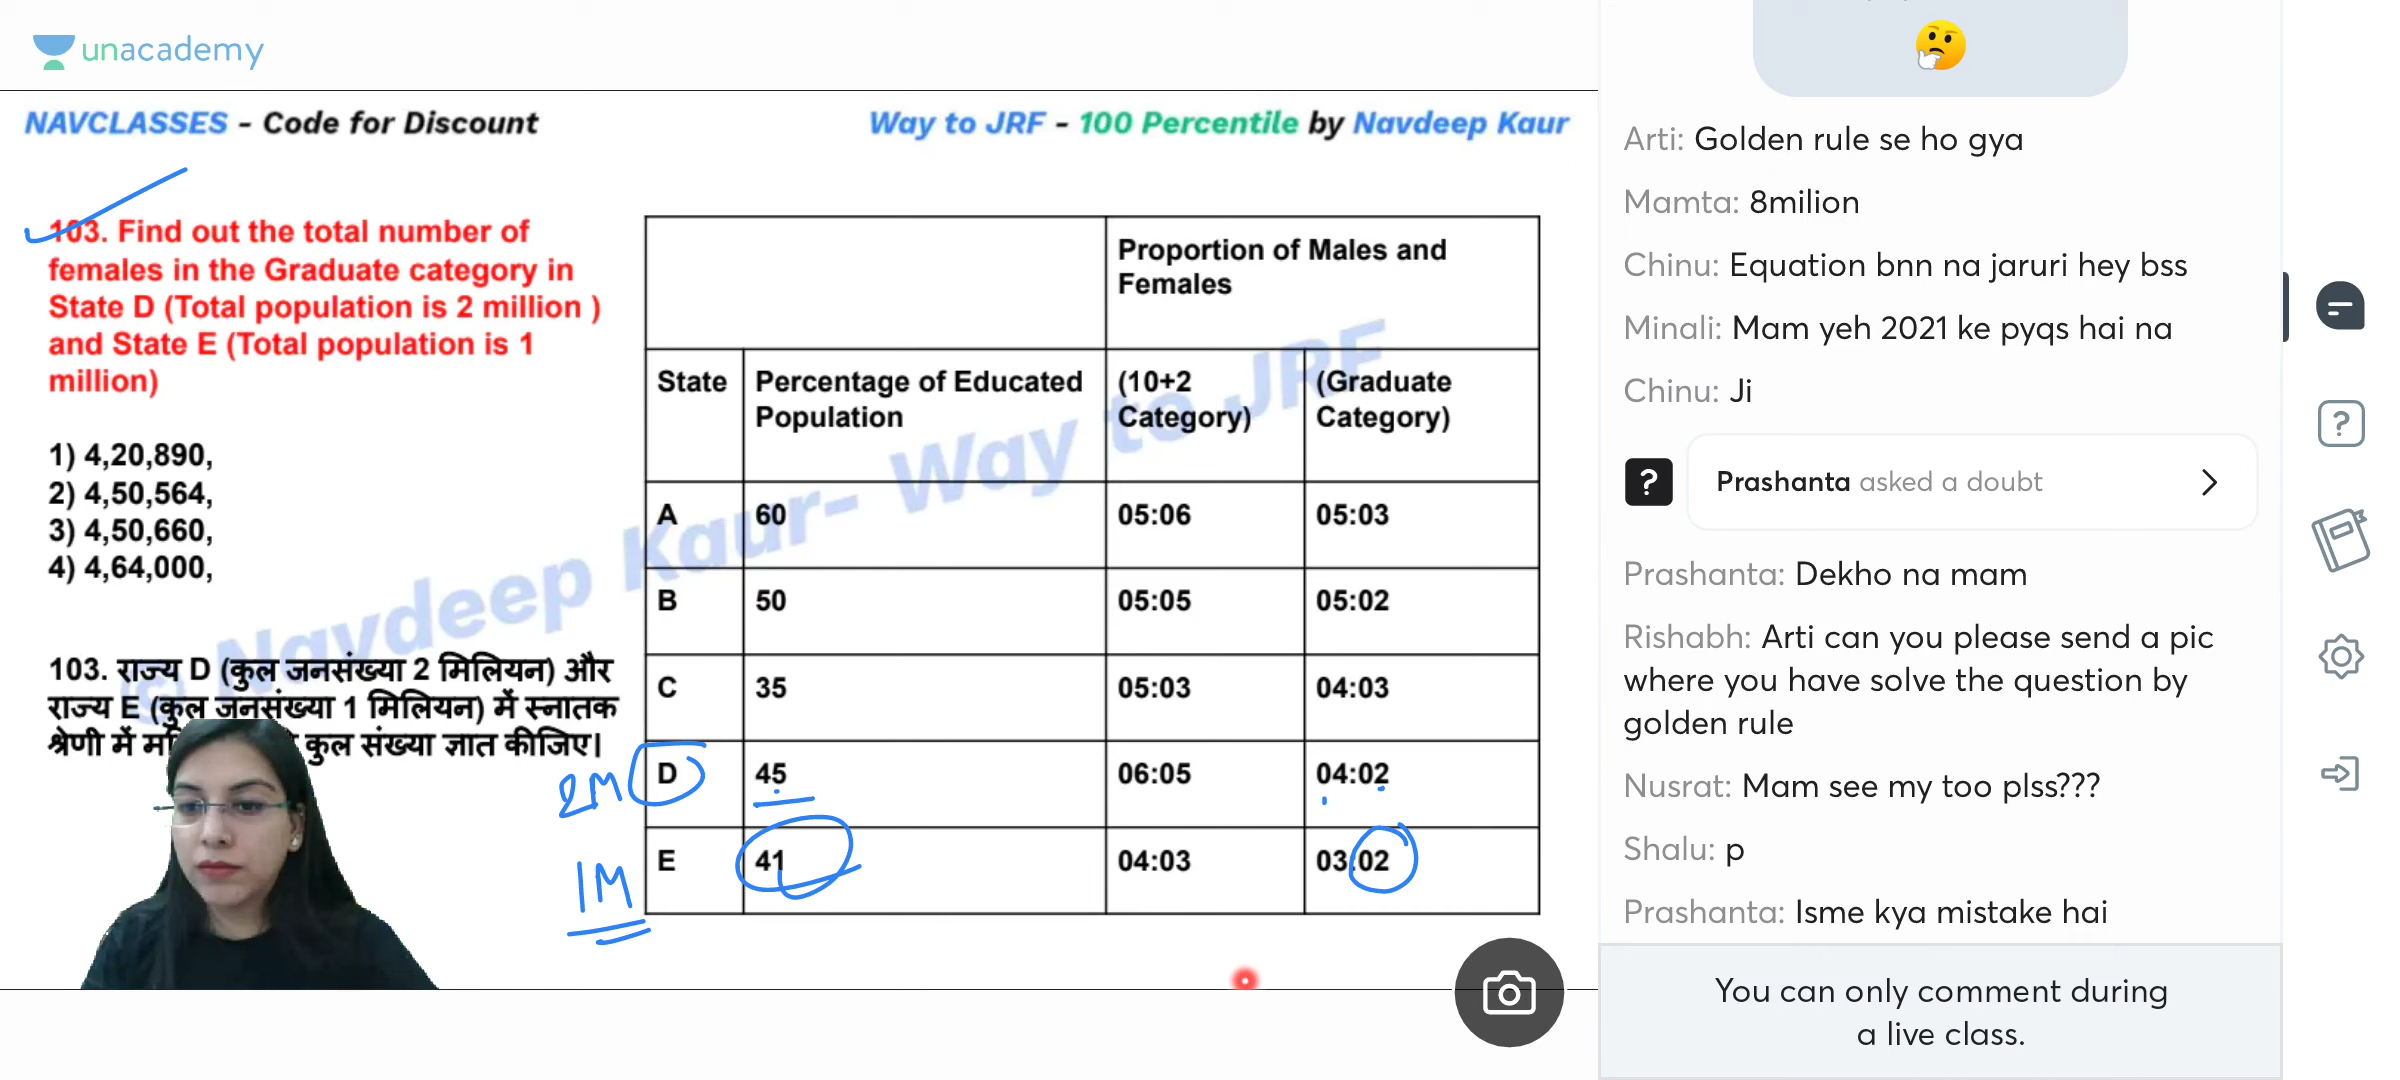 unacademy
NAVCLASSES - Code for Discount
Way to JRF - 100 Percentile by Navdeep Kaur
103. Find out the total number of
females in the Graduate category in
State D (Total population is 2 million )
and State E (Total population is 1
million)
1) 4,20,890,
2) 4,50,564,
3) 4,50,660,
4) 4,64,000,
103. राज्य D (कुल जनसंख्या 2 मिलियन) और
राज्य E (कुल जनसंख्या 1 मिलियन) में स्नातक
श्रेणी में कुल संख्या ज्ञात कीजिए।
Proportion of Males and
Females
State
Percentage of Educated
Population
(10+2
Category)
(Graduate
Category)
A 60 05:06 05:03
B 50 05:05 05:02
C 35 05:03 04:03
2M D 45 06:05 04:02
1M E 41 04:03 03:02
© Navdeep Kaur- Way to JRF
Arti: Golden rule se ho gya
Mamta: 8milion
Chinu: Equation bnn na jaruri hey bss
Minali: Mam yeh 2021 ke pyqs hai na
Chinu: Ji
? Prashanta asked a doubt
Prashanta: Dekho na mam
Rishabh: Arti can you please send a pic
where you have solve the question by
golden rule
Nusrat: Mam see my too plss???
Shalu: p
Prashanta: Isme kya mistake hai
You can only comment during
a live class.
?